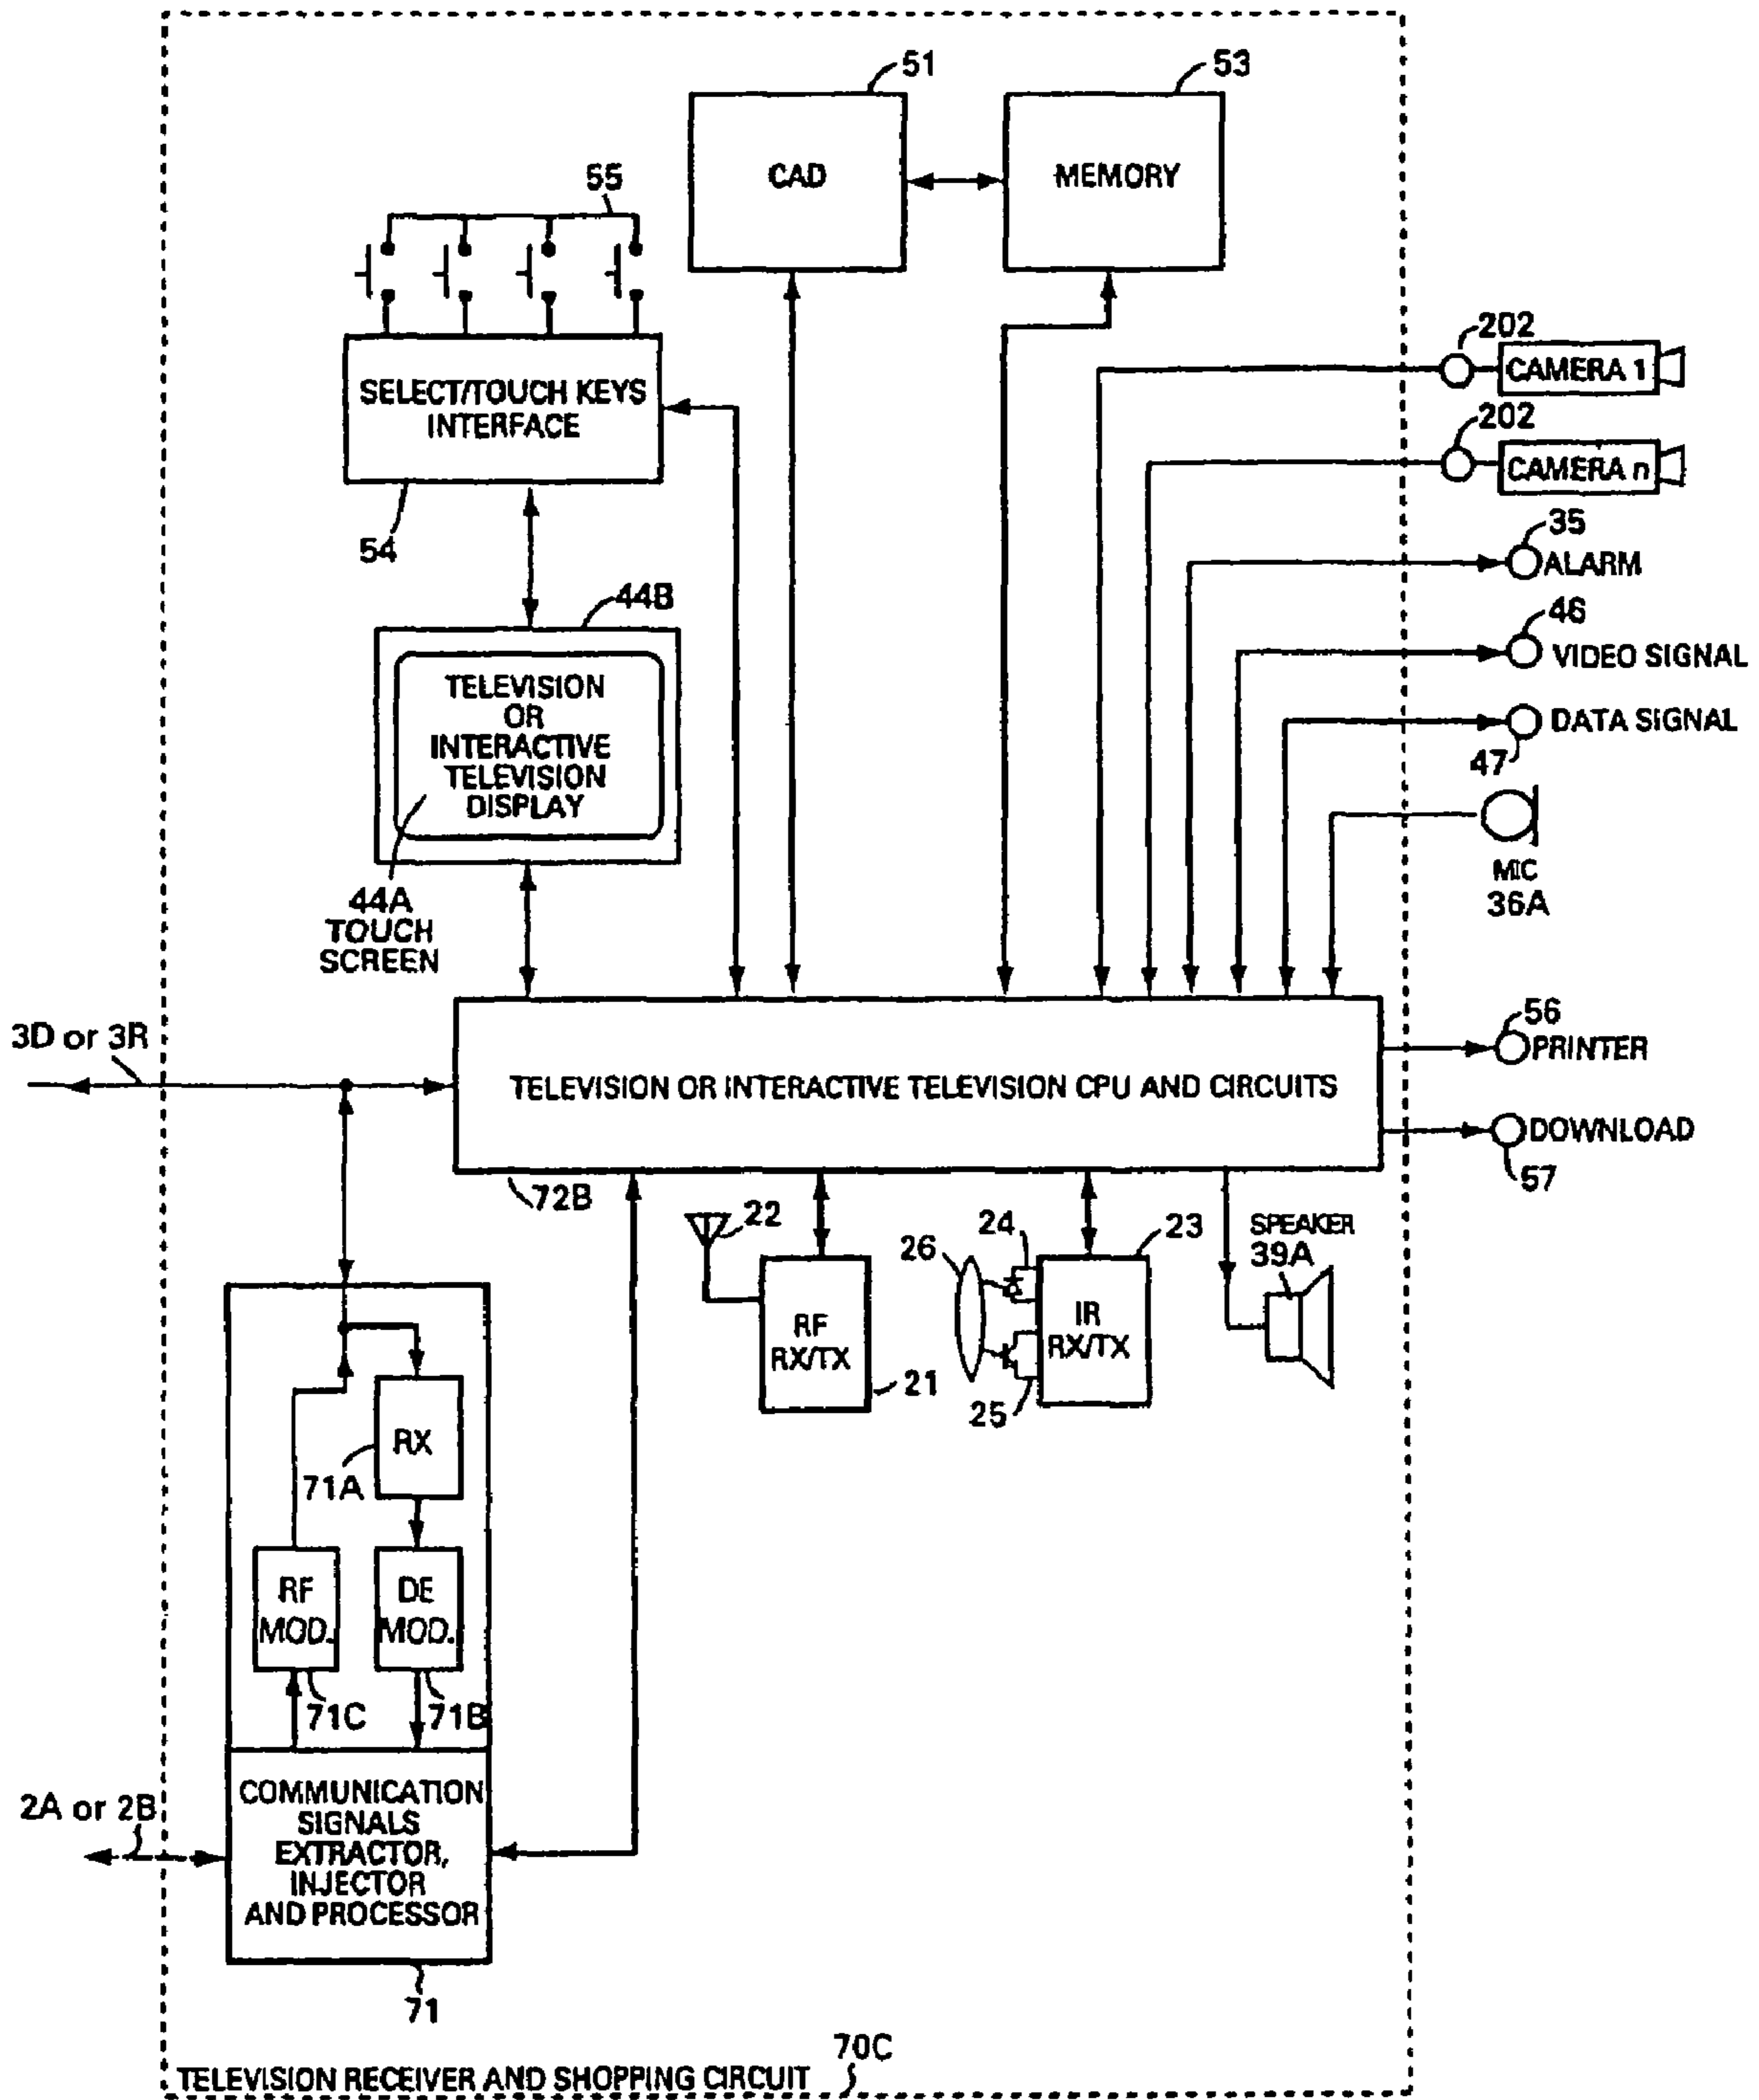 51
53
CAD
MEMORY
55
SELECT/TOUCH KEYS
INTERFACE
54
202
CAMERA 1
202
CAMERA n
35
ALARM
46
VIDEO SIGNAL
DATA SIGNAL
47
MIC
36A
44B
TELEVISION
OR
INTERACTIVE
TELEVISION
DISPLAY
44A
TOUCH
SCREEN
3D or 3R
TELEVISION OR INTERACTIVE TELEVISION CPU AND CIRCUITS
72B
56
PRINTER
DOWNLOAD
57
22
RF
RX/TX
21
26
24
23
IR
RX/TX
25
SPEAKER
39A
RX
71A
RF
MOD.
71C
DE
MOD.
71B
2A or 2B
COMMUNICATION
SIGNALS
EXTRACTOR,
INJECTOR
AND PROCESSOR
71
TELEVISION RECEIVER AND SHOPPING CIRCUIT
70C